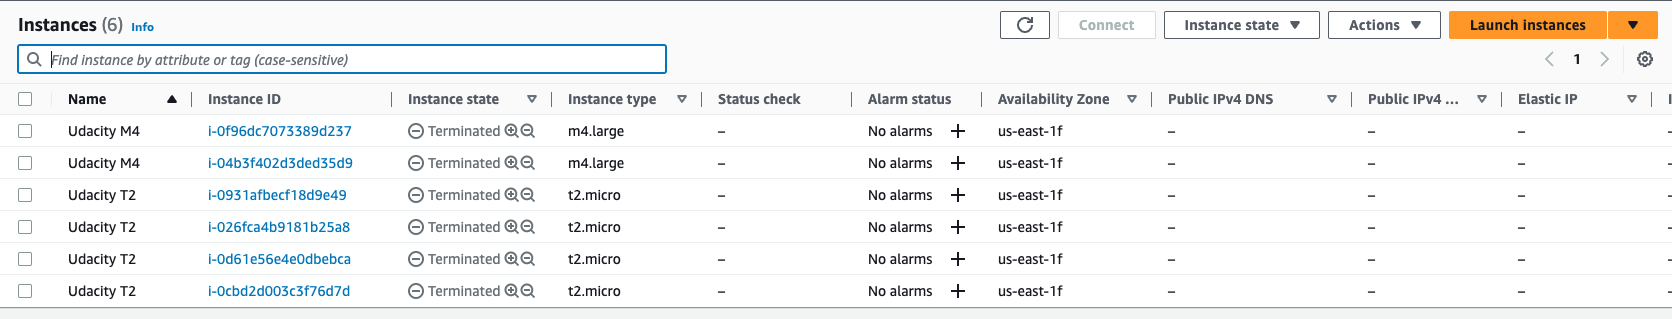 Instances (6) Info Connect Instance state Actions Launch instances
Find instance by attribute or tag (case-sensitive) 1
Name Instance ID Instance state Instance type Status check Alarm status Availability Zone Public IPv4 DNS Public IPv4 ... Elastic IP
Udacity M4 i-0f96dc7073389d237 Terminated m4.large – No alarms + us-east-1f – – –
Udacity M4 i-04b3f402d3ded35d9 Terminated m4.large – No alarms + us-east-1f – – –
Udacity T2 i-0931afbecf18d9e49 Terminated t2.micro – No alarms + us-east-1f – – –
Udacity T2 i-026fca4b9181b25a8 Terminated t2.micro – No alarms + us-east-1f – – –
Udacity T2 i-0d61e56e4e0dbebca Terminated t2.micro – No alarms + us-east-1f – – –
Udacity T2 i-0cbd2d003c3f76d7d Terminated t2.micro – No alarms + us-east-1f – – –